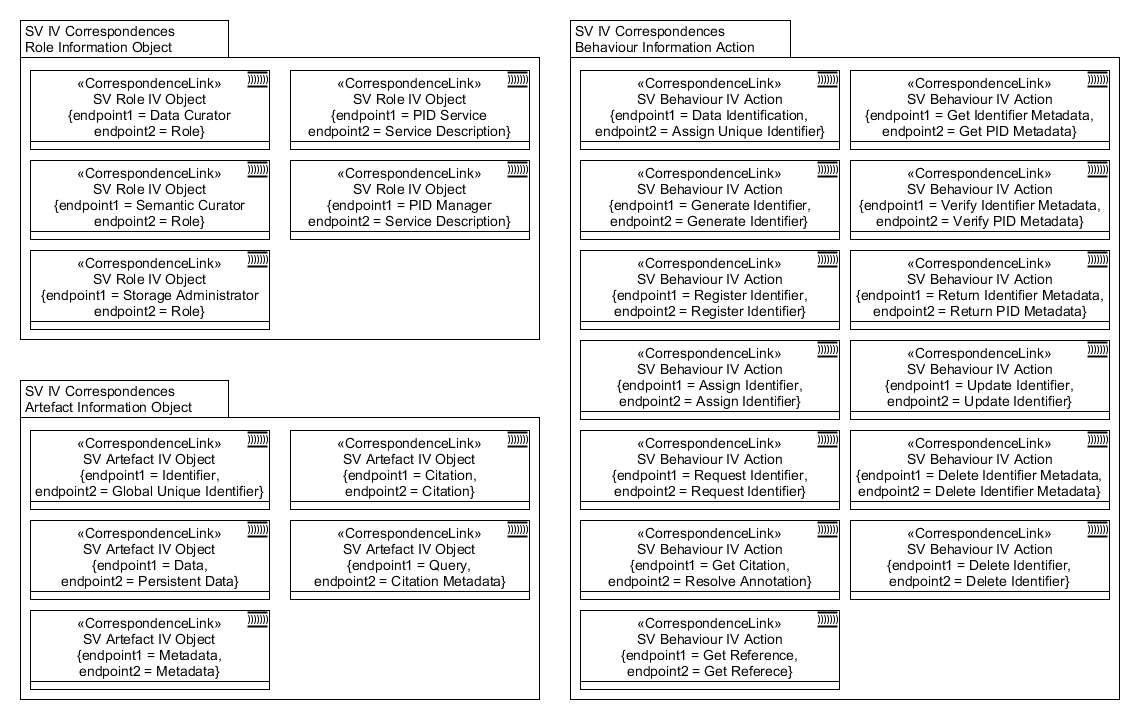 SV IV Correspondences
Role Information Object
«CorrespondenceLink»
SV Role IV Object
{endpoint1 = Data Curator
endpoint2 = Role}
«CorrespondenceLink»
SV Role IV Object
{endpoint1 = PID Service
endpoint2 = Service Description}
«CorrespondenceLink»
SV Role IV Object
{endpoint1 = Semantic Curator
endpoint2 = Role}
«CorrespondenceLink»
SV Role IV Object
{endpoint1 = PID Manager
endpoint2 = Service Description}
«CorrespondenceLink»
SV Role IV Object
{endpoint1 = Storage Administrator
endpoint2 = Role}
SV IV Correspondences
Artefact Information Object
«CorrespondenceLink»
SV Artefact IV Object
{endpoint1 = Identifier,
endpoint2 = Global Unique Identifier}
«CorrespondenceLink»
SV Artefact IV Object
{endpoint1 = Citation,
endpoint2 = Citation}
«CorrespondenceLink»
SV Artefact IV Object
{endpoint1 = Data,
endpoint2 = Persistent Data}
«CorrespondenceLink»
SV Artefact IV Object
{endpoint1 = Query,
endpoint2 = Citation Metadata}
«CorrespondenceLink»
SV Artefact IV Object
{endpoint1 = Metadata,
endpoint2 = Metadata}
SV IV Correspondences
Behaviour Information Action
«CorrespondenceLink»
SV Behaviour IV Action
{endpoint1 = Data Identification,
endpoint2 = Assign Unique Identifier}
«CorrespondenceLink»
SV Behaviour IV Action
{endpoint1 = Get Identifier Metadata,
endpoint2 = Get PID Metadata}
«CorrespondenceLink»
SV Behaviour IV Action
{endpoint1 = Generate Identifier,
endpoint2 = Generate Identifier}
«CorrespondenceLink»
SV Behaviour IV Action
{endpoint1 = Verify Identifier Metadata,
endpoint2 = Verify PID Metadata}
«CorrespondenceLink»
SV Behaviour IV Action
{endpoint1 = Register Identifier,
endpoint2 = Register Identifier}
«CorrespondenceLink»
SV Behaviour IV Action
{endpoint1 = Return Identifier Metadata,
endpoint2 = Return PID Metadata}
«CorrespondenceLink»
SV Behaviour IV Action
{endpoint1 = Assign Identifier,
endpoint2 = Assign Identifier}
«CorrespondenceLink»
SV Behaviour IV Action
{endpoint1 = Update Identifier,
endpoint2 = Update Identifier}
«CorrespondenceLink»
SV Behaviour IV Action
{endpoint1 = Request Identifier,
endpoint2 = Request Identifier}
«CorrespondenceLink»
SV Behaviour IV Action
{endpoint1 = Delete Identifier Metadata,
endpoint2 = Delete Identifier Metadata}
«CorrespondenceLink»
SV Behaviour IV Action
{endpoint1 = Get Citation,
endpoint2 = Resolve Annotation}
«CorrespondenceLink»
SV Behaviour IV Action
{endpoint1 = Delete Identifier,
endpoint2 = Delete Identifier}
«CorrespondenceLink»
SV Behaviour IV Action
{endpoint1 = Get Reference,
endpoint2 = Get Referece}